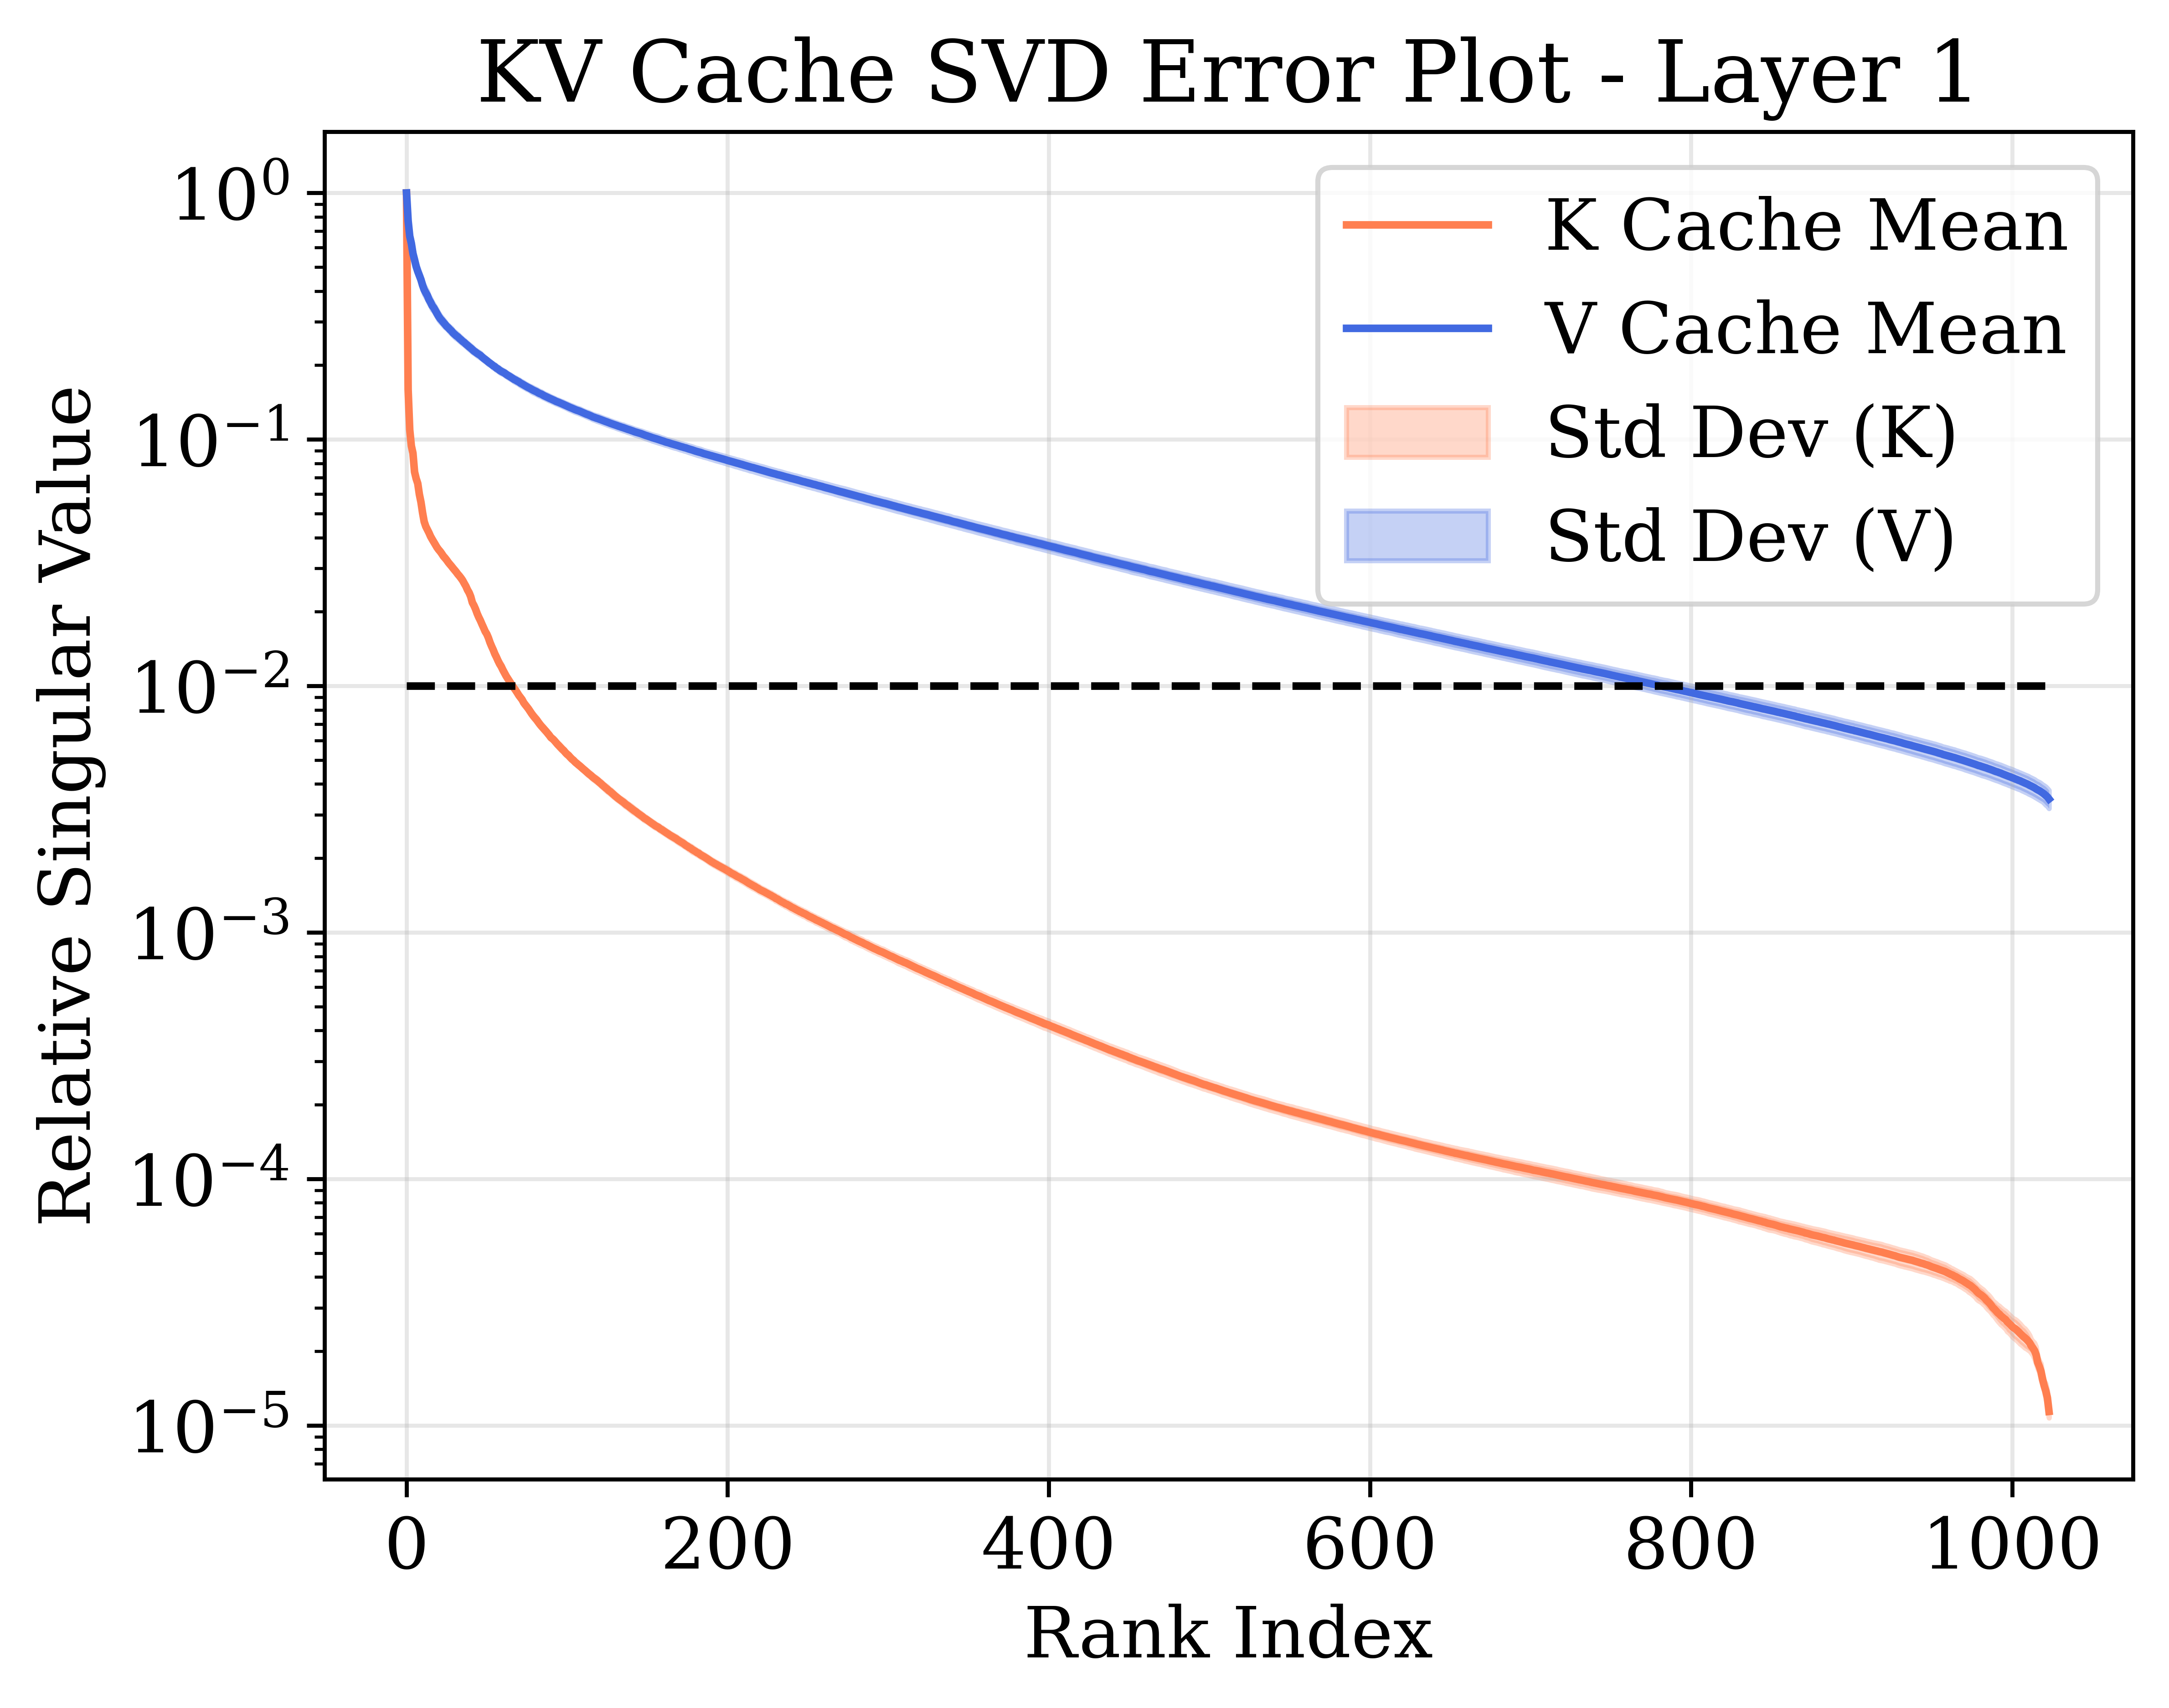 KV Cache SVD Error Plot - Layer 1
K Cache Mean
V Cache Mean
Std Dev (K)
Std Dev (V)
Relative Singular Value
10⁰
10⁻¹
10⁻²
10⁻³
10⁻⁴
10⁻⁵
0 200 400 600 800 1000
Rank Index